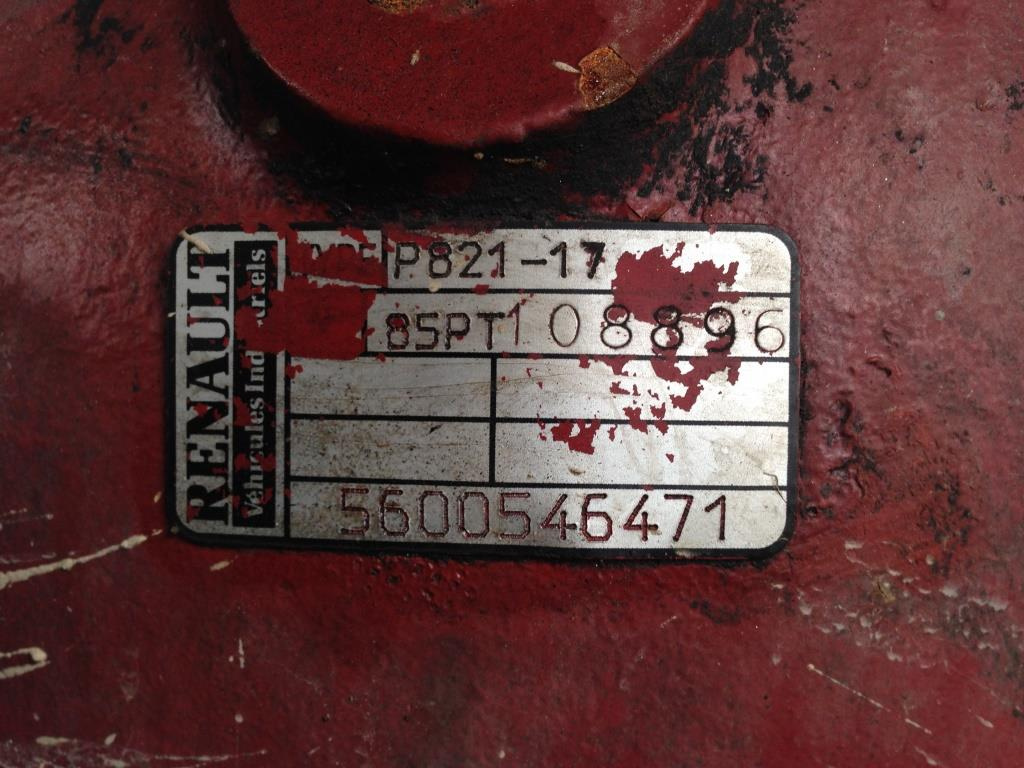 RENAULT
Véhicules Ind
P821-17
85PT108896
5600546471